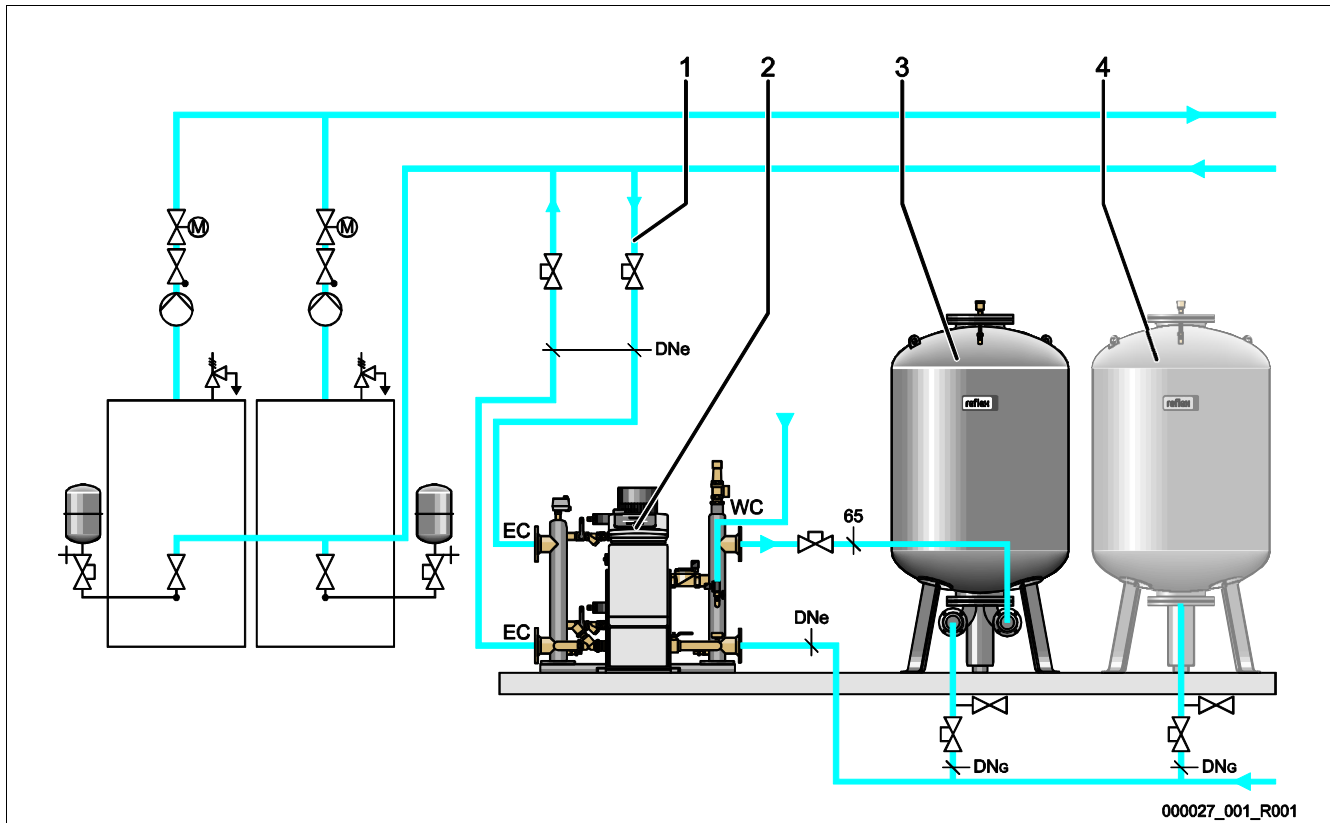 1
2
3
4
M
M
DNe
reflex
reflex
WC
65
EC
DNe
EC
DNG
DNG
000027_001_R001